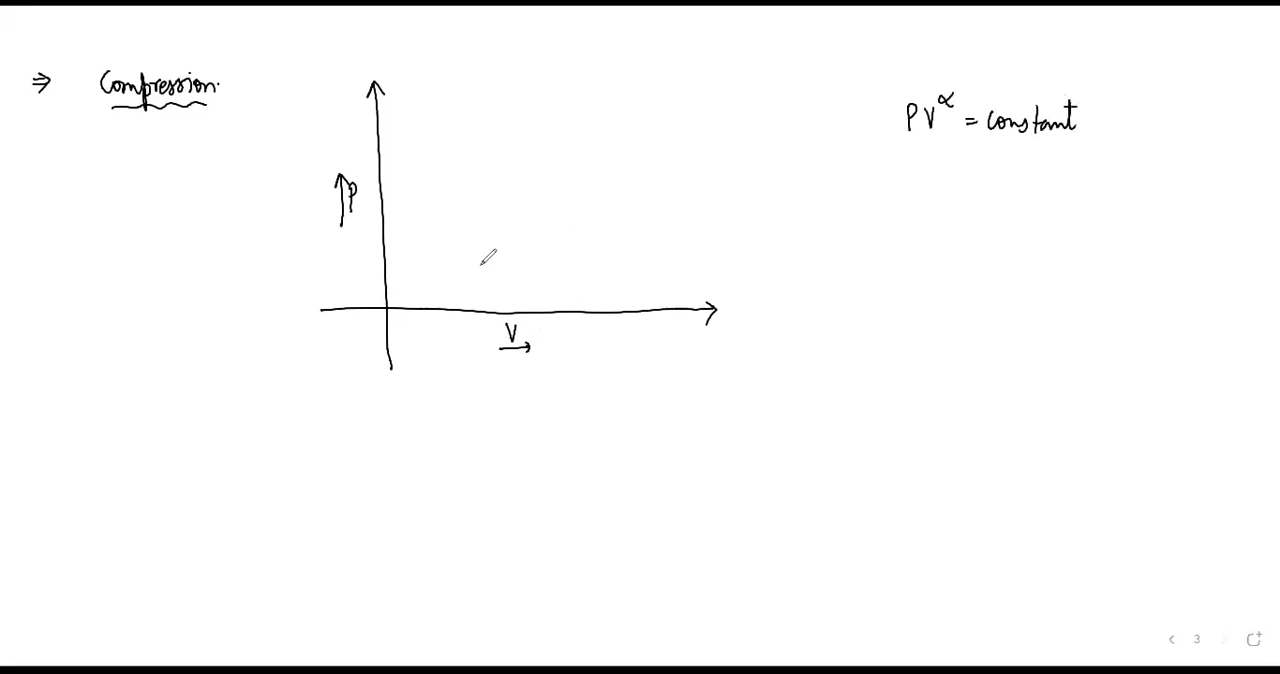 ⇒ Compression.
PV^α = constant
↑P
V
3